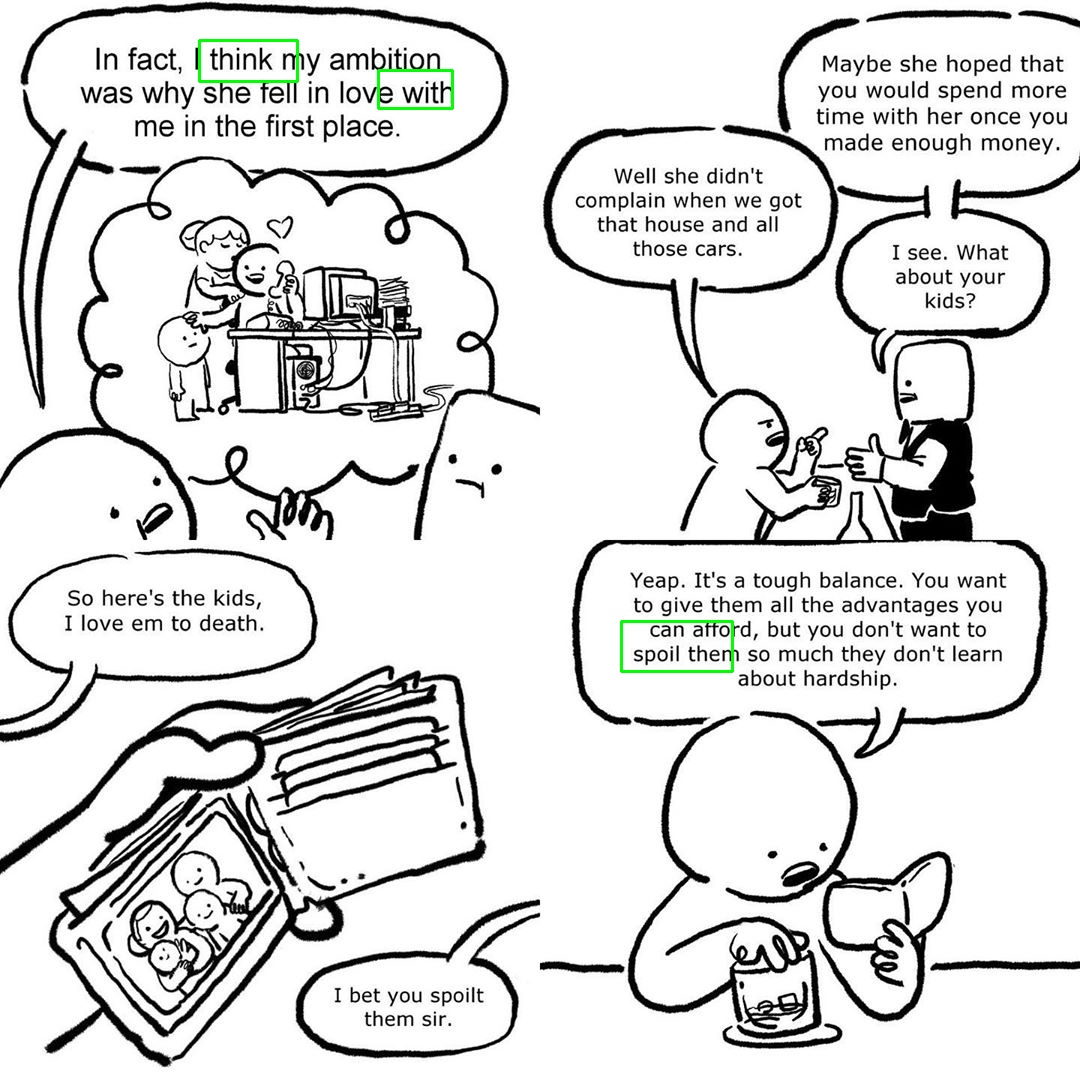 In fact, I think my ambition
was why she fell in love with
me in the first place.
Maybe she hoped that
you would spend more
time with her once you
made enough money.
Well she didn't
complain when we got
that house and all
those cars.
I see. What
about your
kids?
So here's the kids,
I love em to death.
I bet you spoilt
them sir.
Yeap. It's a tough balance. You want
to give them all the advantages you
can afford, but you don't want to
spoil them so much they don't learn
about hardship.